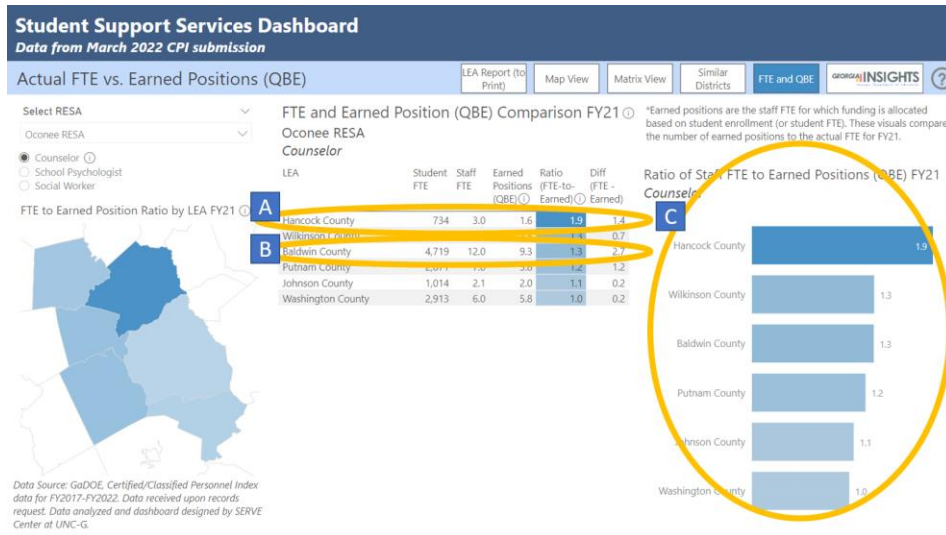 Student Support Services Dashboard
Data from March 2022 CPI submission
Actual FTE vs. Earned Positions (QBE)
LEA Report (to Print)
Map View
Matrix View
Similar Districts
FTE and QBE
GEORGIA INSIGHTS
?
Select RESA
Oconee RESA
Counselor
School Psychologist
Social Worker
FTE to Earned Position Ratio by LEA FY21
Data Source: GaDOE, Certified/Classified Personnel Index
data for FY2017-FY2022. Data received upon records
request. Data analyzed and dashboard designed by SERVE
Center at UNC-G.
FTE and Earned Position (QBE) Comparison FY21
Oconee RESA
Counselor
LEA Student FTE Staff FTE Earned Positions (QBE) Ratio (FTE-to-Earned) Diff (FTE - Earned)
A
Hancock County 734 3.0 1.6 1.9 1.4
Wilkinson County 1.3 0.7
B
Baldwin County 4,719 12.0 9.3 1.3 2.7
Putnam County 1.2 1.2
Johnson County 1,014 2.1 2.0 1.1 0.2
Washington County 2,913 6.0 5.8 1.0 0.2
*Earned positions are the staff FTE for which funding is allocated
based on student enrollment (or student FTE). These visuals compare
the number of earned positions to the actual FTE for FY21.
Ratio of Staff FTE to Earned Positions (QBE) FY21
Counselor
C
Hancock County 1.9
Wilkinson County 1.3
Baldwin County 1.3
Putnam County 1.2
Johnson County 1.1
Washington County 1.0